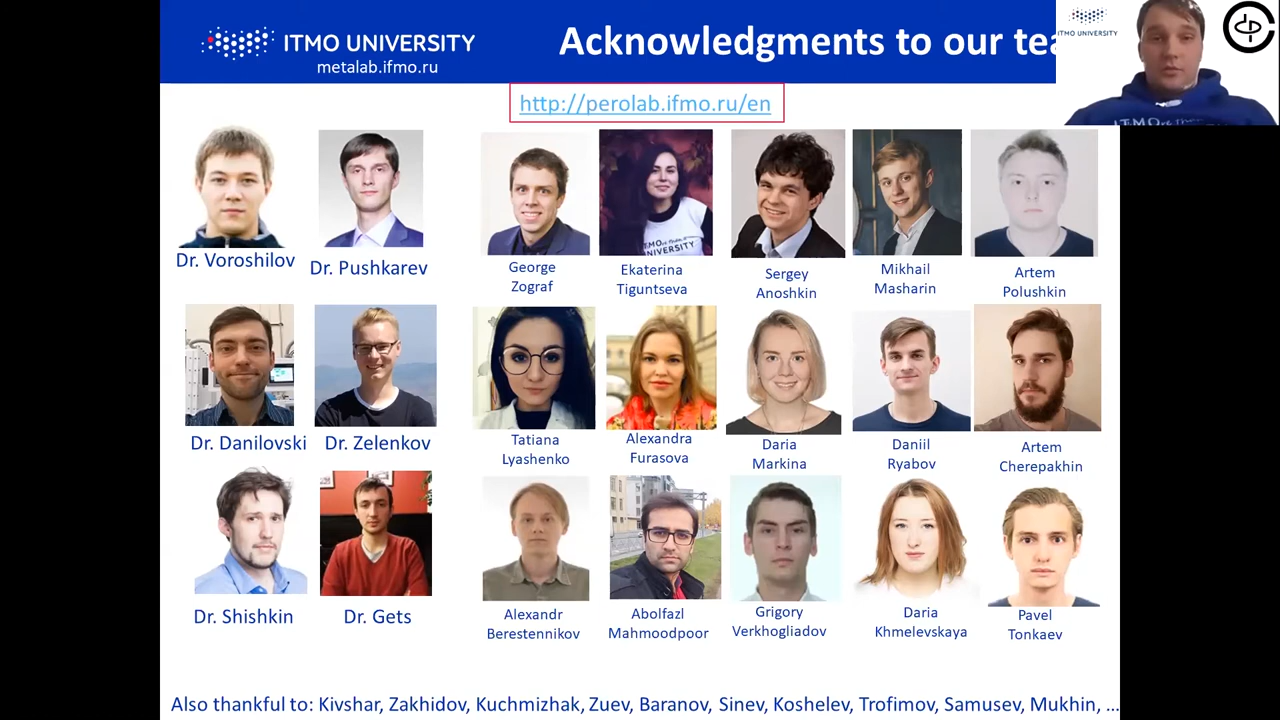 ITMO UNIVERSITY
metalab.ifmo.ru
Acknowledgments to our tea
ITMO UNIVERSITY
http://perolab.ifmo.ru/en
Dr. Voroshilov
Dr. Pushkarev
George
Zograf
Ekaterina
Tiguntseva
Sergey
Anoshkin
Mikhail
Masharin
Artem
Polushkin
Dr. Danilovski
Dr. Zelenkov
Tatiana
Lyashenko
Alexandra
Furasova
Daria
Markina
Daniil
Ryabov
Artem
Cherepakhin
Dr. Shishkin
Dr. Gets
Alexandr
Berestennikov
Abolfazl
Mahmoodpoor
Grigory
Verkhogliadov
Daria
Khmelevskaya
Pavel
Tonkaev
Also thankful to: Kivshar, Zakhidov, Kuchmizhak, Zuev, Baranov, Sinev, Koshelev, Trofimov, Samusev, Mukhin, ...